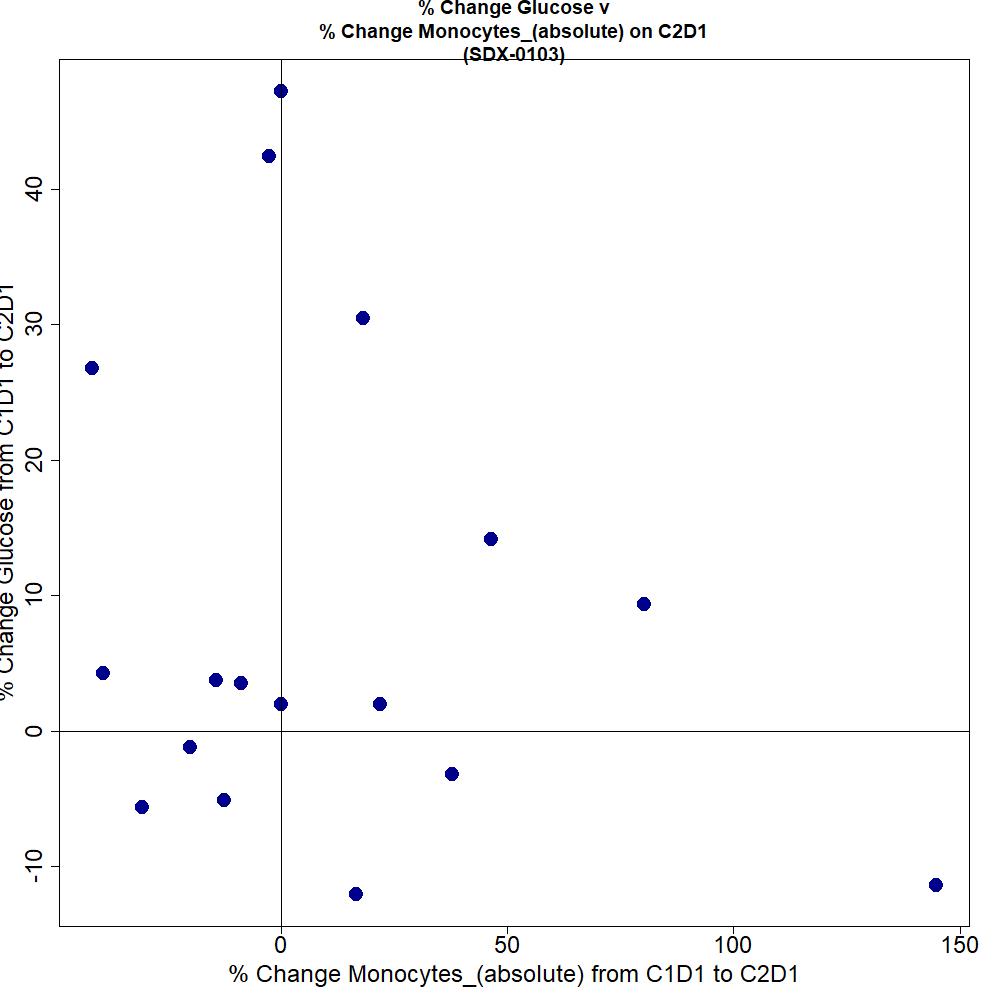 % Change Glucose v
% Change Monocytes_(absolute) on C2D1
(SDX-0103)
% Change Glucose from C1D1 to C2D1
40
30
20
10
0
-10
0
50
100
150
% Change Monocytes_(absolute) from C1D1 to C2D1